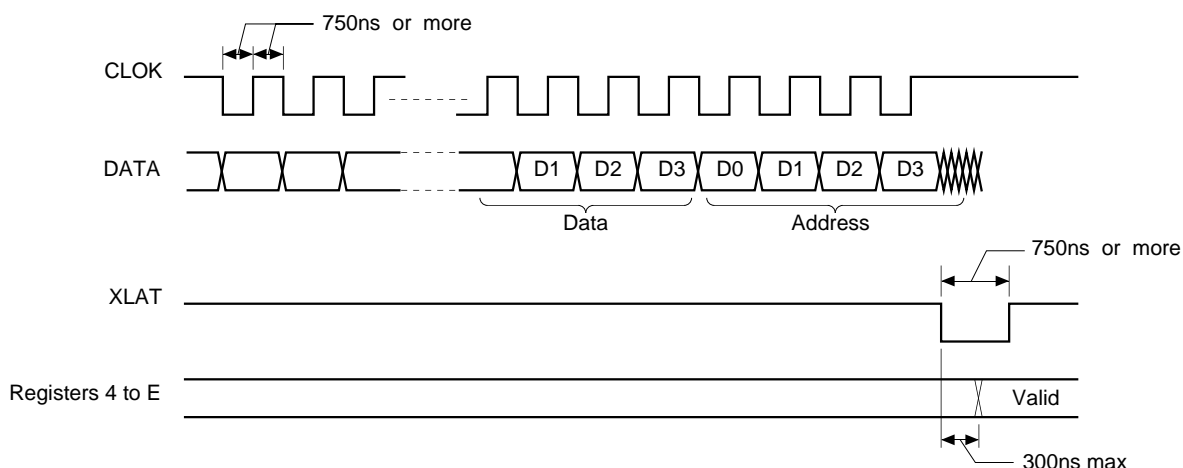 750ns or more
CLOK
DATA
D1 D2 D3 D0 D1 D2 D3
Data
Address
750ns or more
XLAT
Registers 4 to E
Valid
300ns max